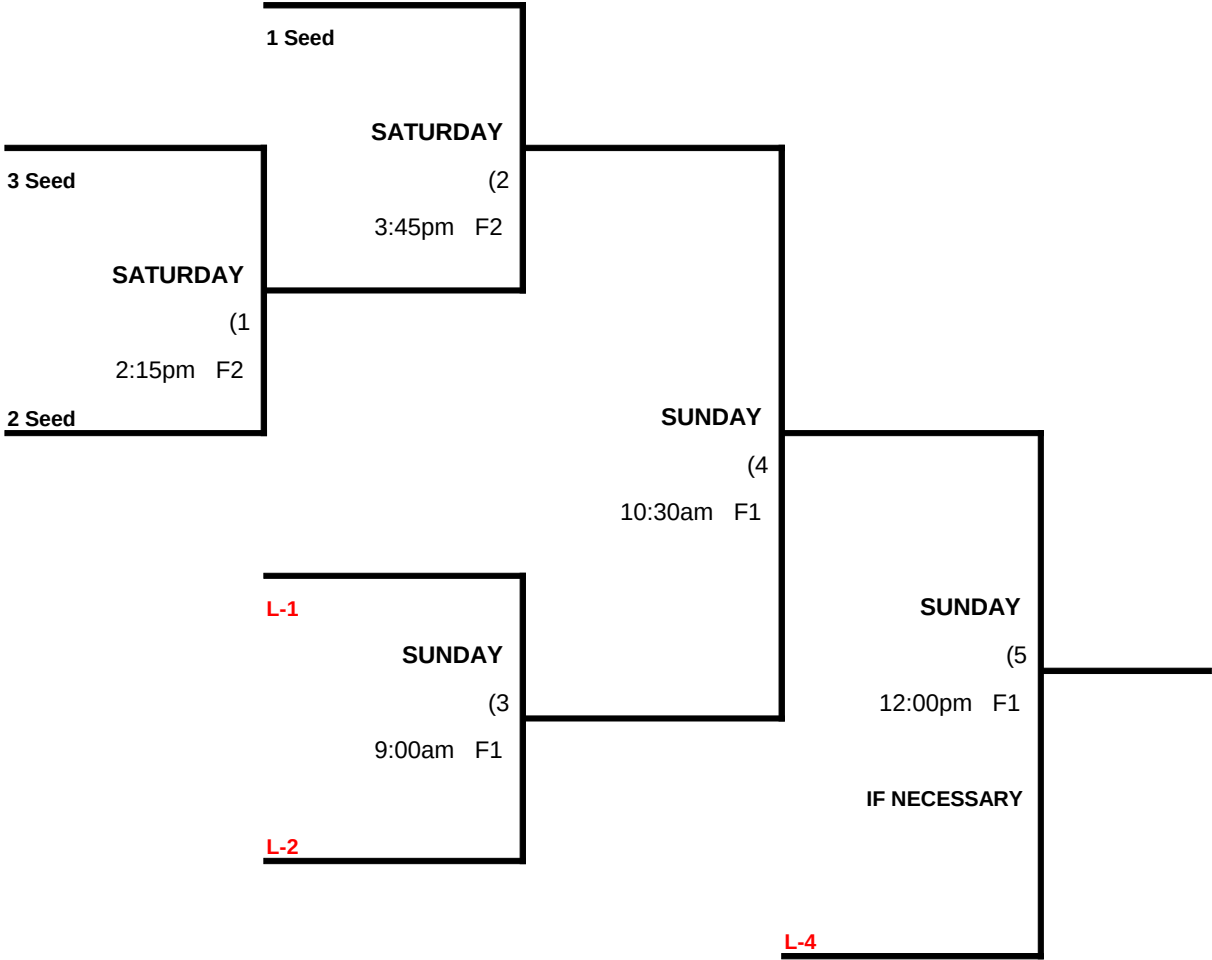 1 Seed
SATURDAY
3 Seed
(2
3:45pm F2
SATURDAY
(1
2:15pm F2
2 Seed
SUNDAY
(4
10:30am F1
L-1
SUNDAY
SUNDAY
(5
(3
12:00pm F1
9:00am F1
IF NECESSARY
L-2
L-4